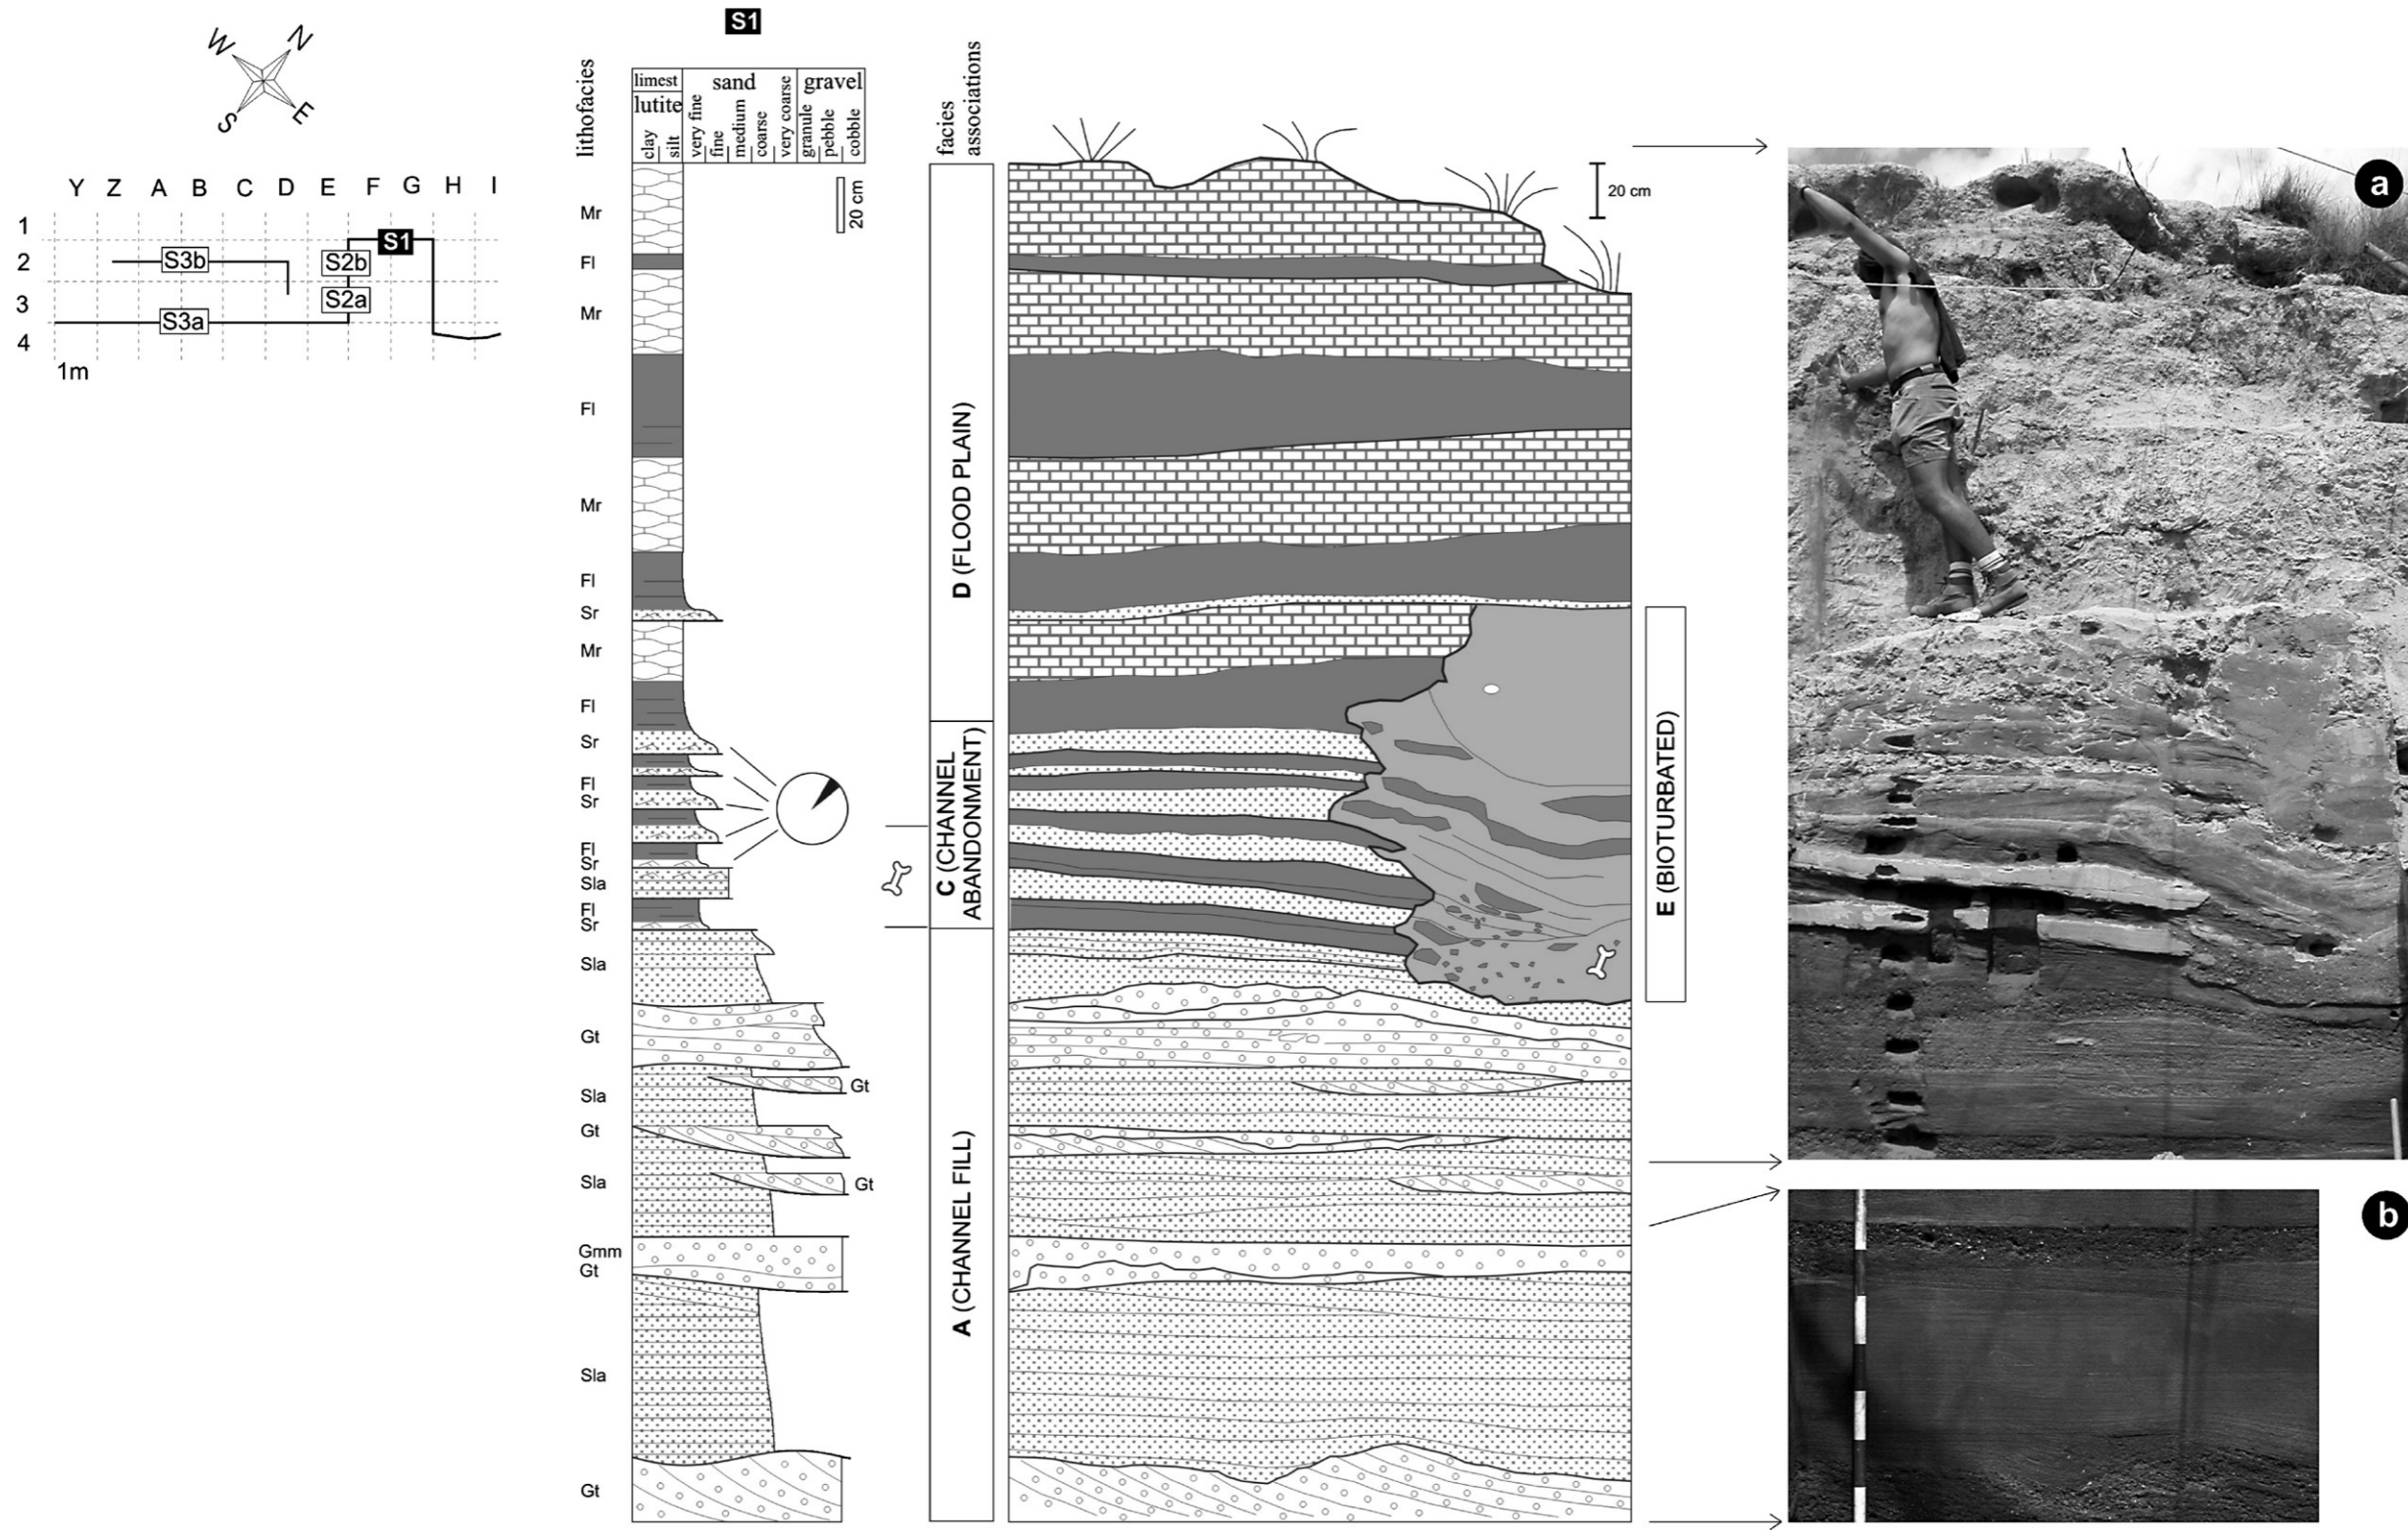 S1
W
N
S
E
Y Z A B C D E F G H I
1
2
3
4
S1
S3b
S2b
S2a
S3a
1m
lithofacies
limest
lutite
sand
gravel
clay
silt
very fine
fine
medium
coarse
very coarse
granule
pebble
cobble
facies
associations
20 cm
20 cm
Mr
Fl
Mr
Fl
Mr
Fl
Sr
Mr
Fl
Sr
Fl
Sr
Fl
Sr
Sla
Fl
Sr
Sla
Gt
Sla
Gt
Gt
Sla
Gt
Gmm
Gt
Sla
Gt
D (FLOOD PLAIN)
C (CHANNEL
ABANDONMENT)
A (CHANNEL FILL)
E (BIOTURBATED)
a
b